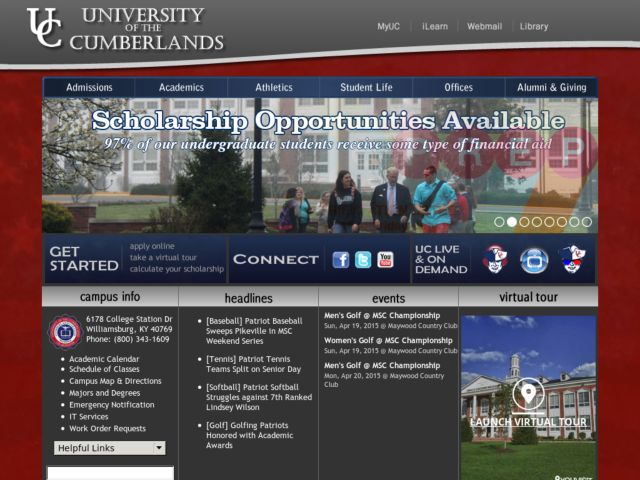 UC
UNIVERSITY
OF THE
CUMBERLANDS
MyUC iLearn Webmail Library
Admissions Academics Athletics Student Life Offices Alumni & Giving
Scholarship Opportunities Available
97% of our undergraduate students receive some type of financial aid
GET
STARTED
apply online
take a virtual tour
calculate your scholarship
CONNECT
You
Tube
UC LIVE
& ON
DEMAND
campus info
6178 College Station Dr
Williamsburg, KY 40769
Phone: (800) 343-1609
Academic Calendar
Schedule of Classes
Campus Map & Directions
Majors and Degrees
Emergency Notification
IT Services
Work Order Requests
Helpful Links
headlines
[Baseball] Patriot Baseball
Sweeps Pikeville in MSC
Weekend Series
[Tennis] Patriot Tennis
Teams Split on Senior Day
[Softball] Patriot Softball
Struggles against 7th Ranked
Lindsey Wilson
[Golf] Golfing Patriots
Honored with Academic
Awards
events
Men's Golf @ MSC Championship
Sun, Apr 19, 2015 @ Maywood Country Club
Women's Golf @ MSC Championship
Sun, Apr 19, 2015 @ Maywood Country Club
Men's Golf @ MSC Championship
Mon, Apr 20, 2015 @ Maywood Country
Club
virtual tour
LAUNCH VIRTUAL TOUR